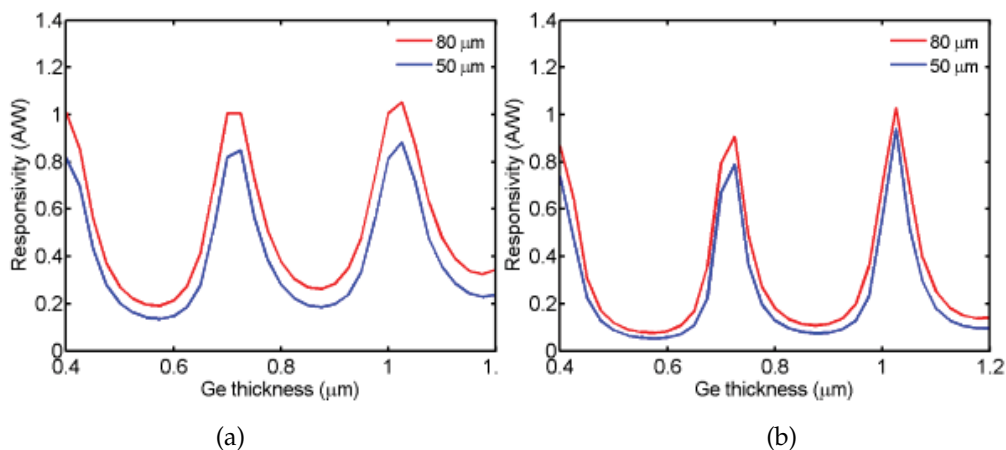 1.4
1.2
1
0.8
0.6
0.4
0.2
0
Responsivity (A/W)
80 μm
50 μm
0.4 0.6 0.8 1 1.
Ge thickness (μm)
(a)
1.4
1.2
1
0.8
0.6
0.4
0.2
0
Responsivity (A/W)
80 μm
50 μm
0.4 0.6 0.8 1 1.2
Ge thickness (μm)
(b)